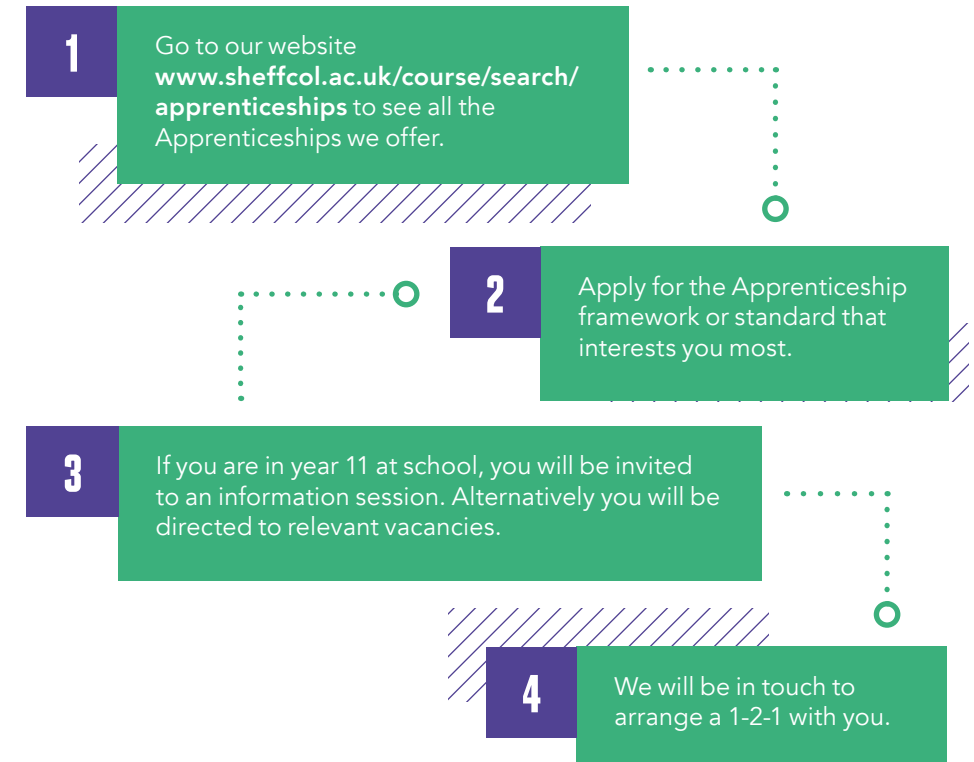 1
Go to our website
www.sheffcol.ac.uk/course/search/
apprenticeships to see all the
Apprenticeships we offer.
2
Apply for the Apprenticeship
framework or standard that
interests you most.
3
If you are in year 11 at school, you will be invited
to an information session. Alternatively you will be
directed to relevant vacancies.
4
We will be in touch to
arrange a 1-2-1 with you.